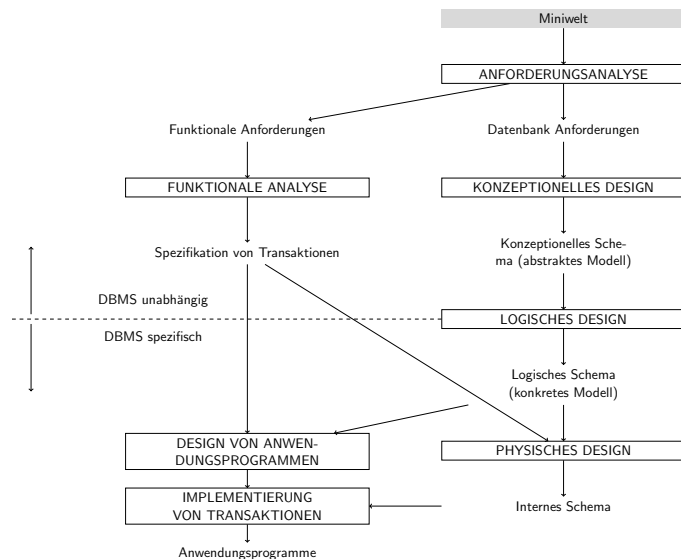 Miniwelt
ANFORDERUNGSANALYSE
Funktionale Anforderungen
Datenbank Anforderungen
FUNKTIONALE ANALYSE
KONZEPTIONELLES DESIGN
Spezifikation von Transaktionen
Konzeptionelles Sche-
ma (abstraktes Modell)
DBMS unabhängig
LOGISCHES DESIGN
DBMS spezifisch
Logisches Schema
(konkretes Modell)
DESIGN VON ANWEN-
DUNGSPROGRAMMEN
PHYSISCHES DESIGN
IMPLEMENTIERUNG
VON TRANSAKTIONEN
Internes Schema
Anwendungsprogramme